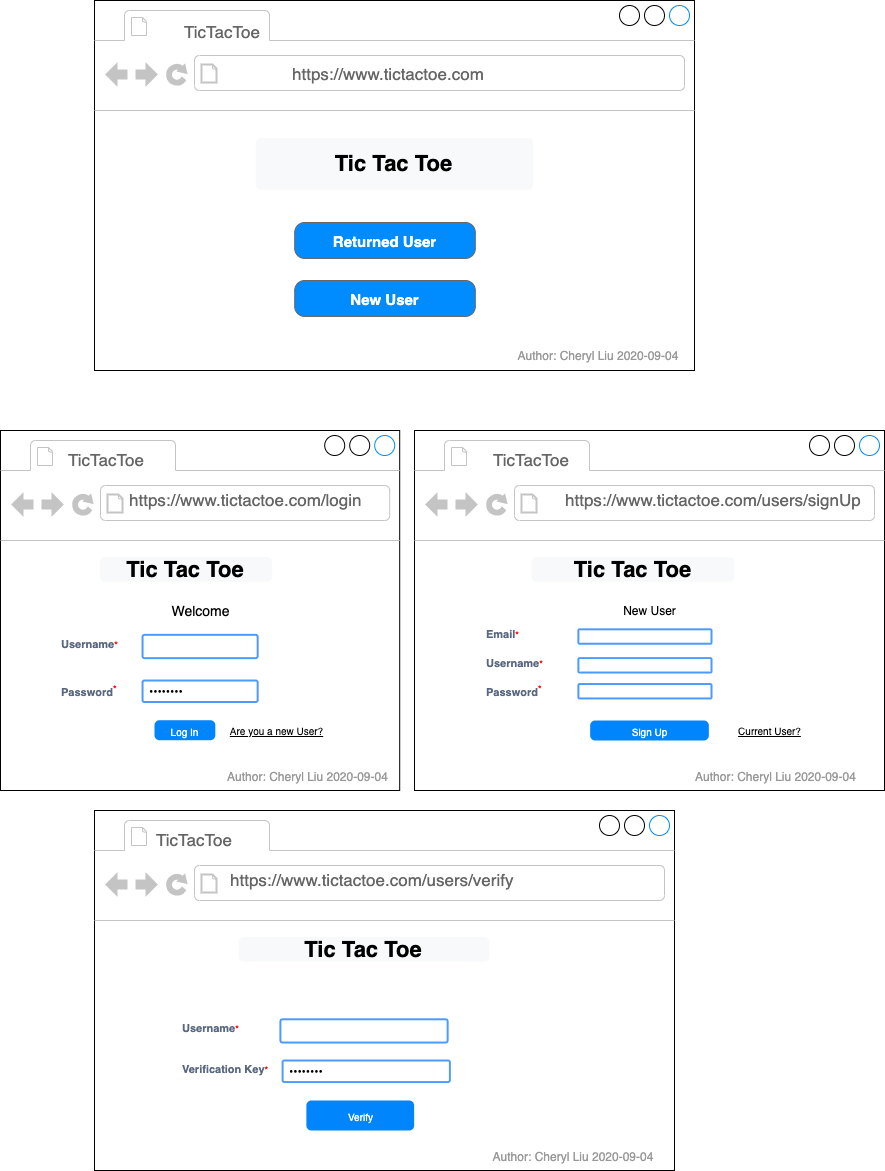 TicTacToe
https://www.tictactoe.com
Tic Tac Toe
Returned User
New User
Author: Cheryl Liu 2020-09-04
TicTacToe
https://www.tictactoe.com/login
Tic Tac Toe
Welcome
Username*
Password*
••••••••
Log In
Are you a new User?
Author: Cheryl Liu 2020-09-04
TicTacToe
https://www.tictactoe.com/users/signUp
Tic Tac Toe
New User
Email*
Username*
Password*
Sign Up
Current User?
Author: Cheryl Liu 2020-09-04
TicTacToe
https://www.tictactoe.com/users/verify
Tic Tac Toe
Username*
Verification Key*
••••••••
Verify
Author: Cheryl Liu 2020-09-04